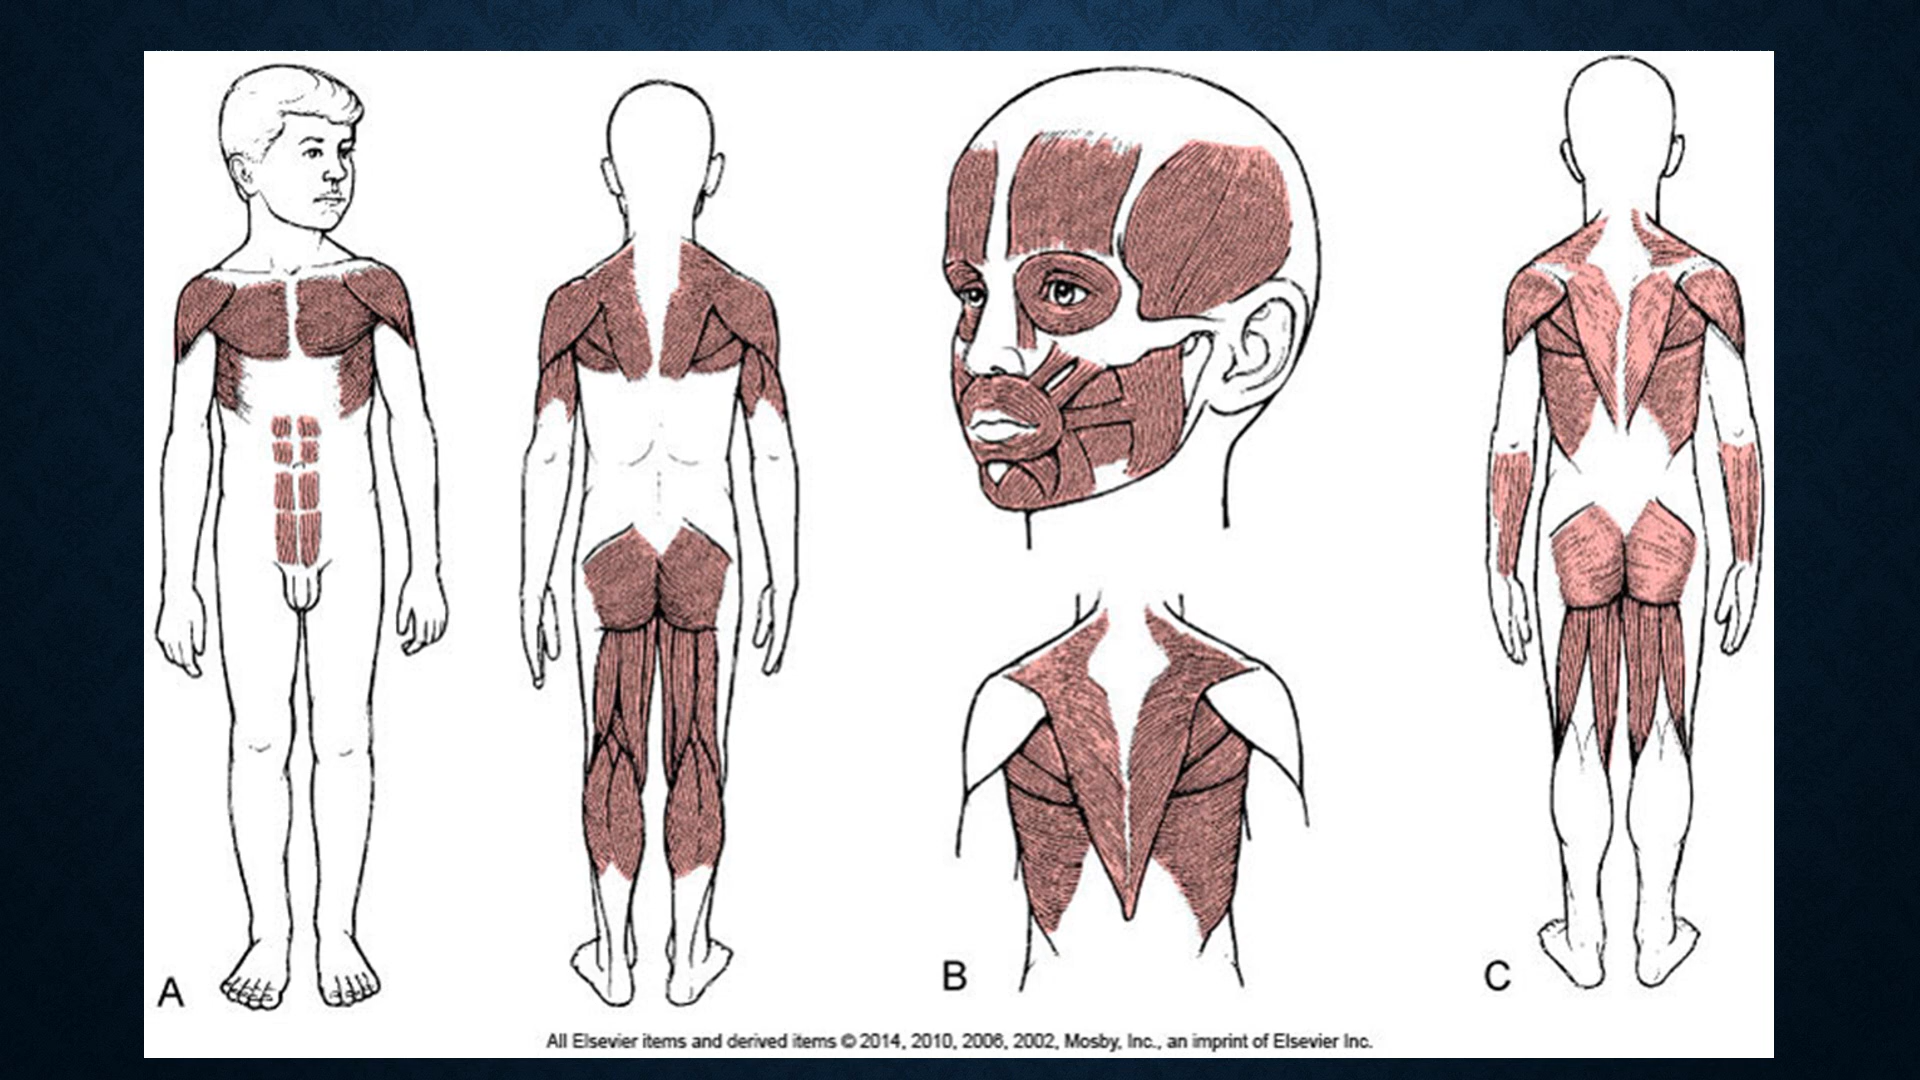 A
B
C
All Elsevier items and derived items © 2014, 2010, 2006, 2002, Mosby, Inc., an imprint of Elsevier Inc.